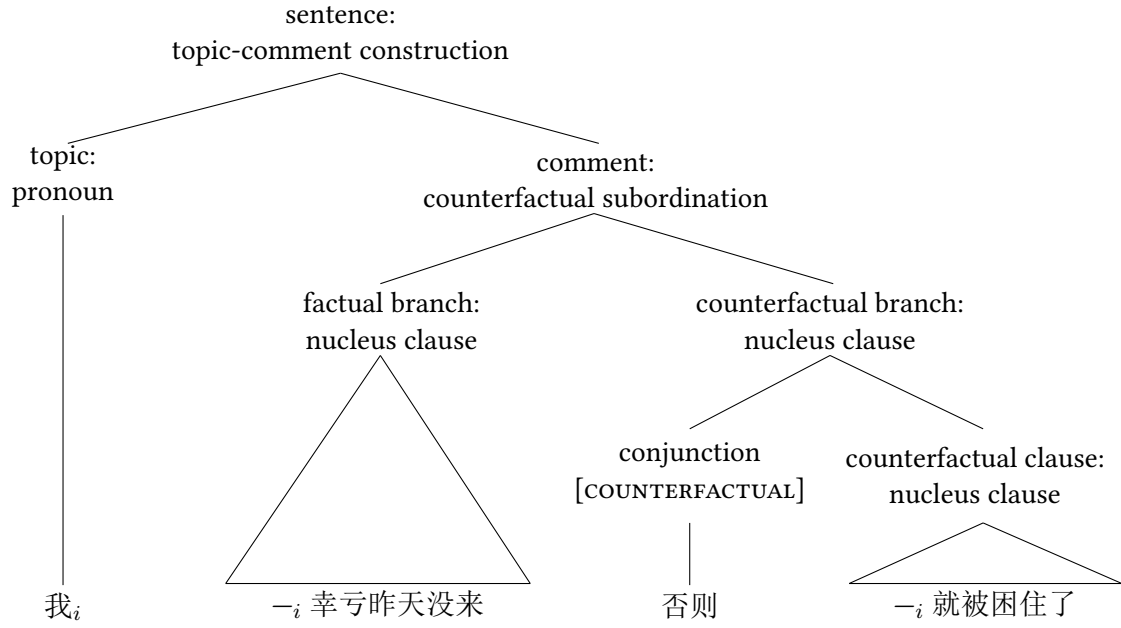 sentence:
topic-comment construction
topic:
pronoun
comment:
counterfactual subordination
factual branch:
nucleus clause
counterfactual branch:
nucleus clause
conjunction
[COUNTERFACTUAL]
counterfactual clause:
nucleus clause
我i
–i 幸亏昨天没来
否则
–i 就被困住了